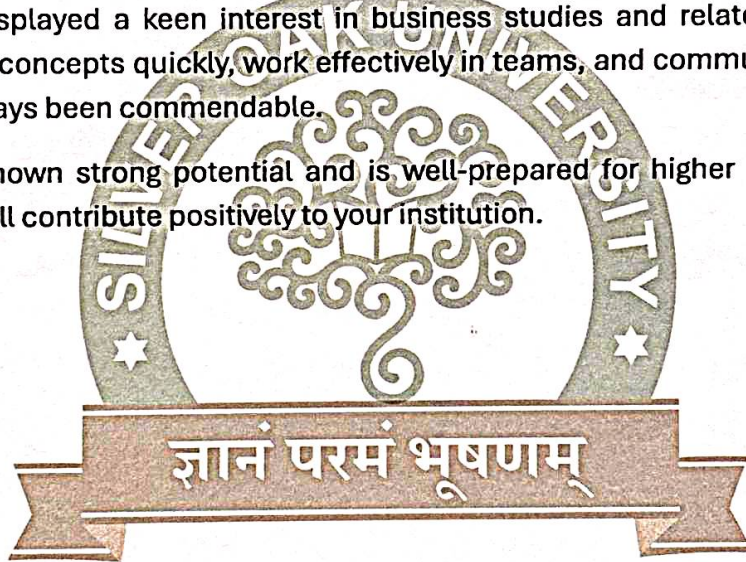 splayed a keen interest in business studies and relate
concepts quickly, work effectively in teams, and commu
ays been commendable.
nown strong potential and is well-prepared for higher
ll contribute positively to your institution.
SILVER OAK UNIVERSITY
ज्ञानं परमं भूषणम्